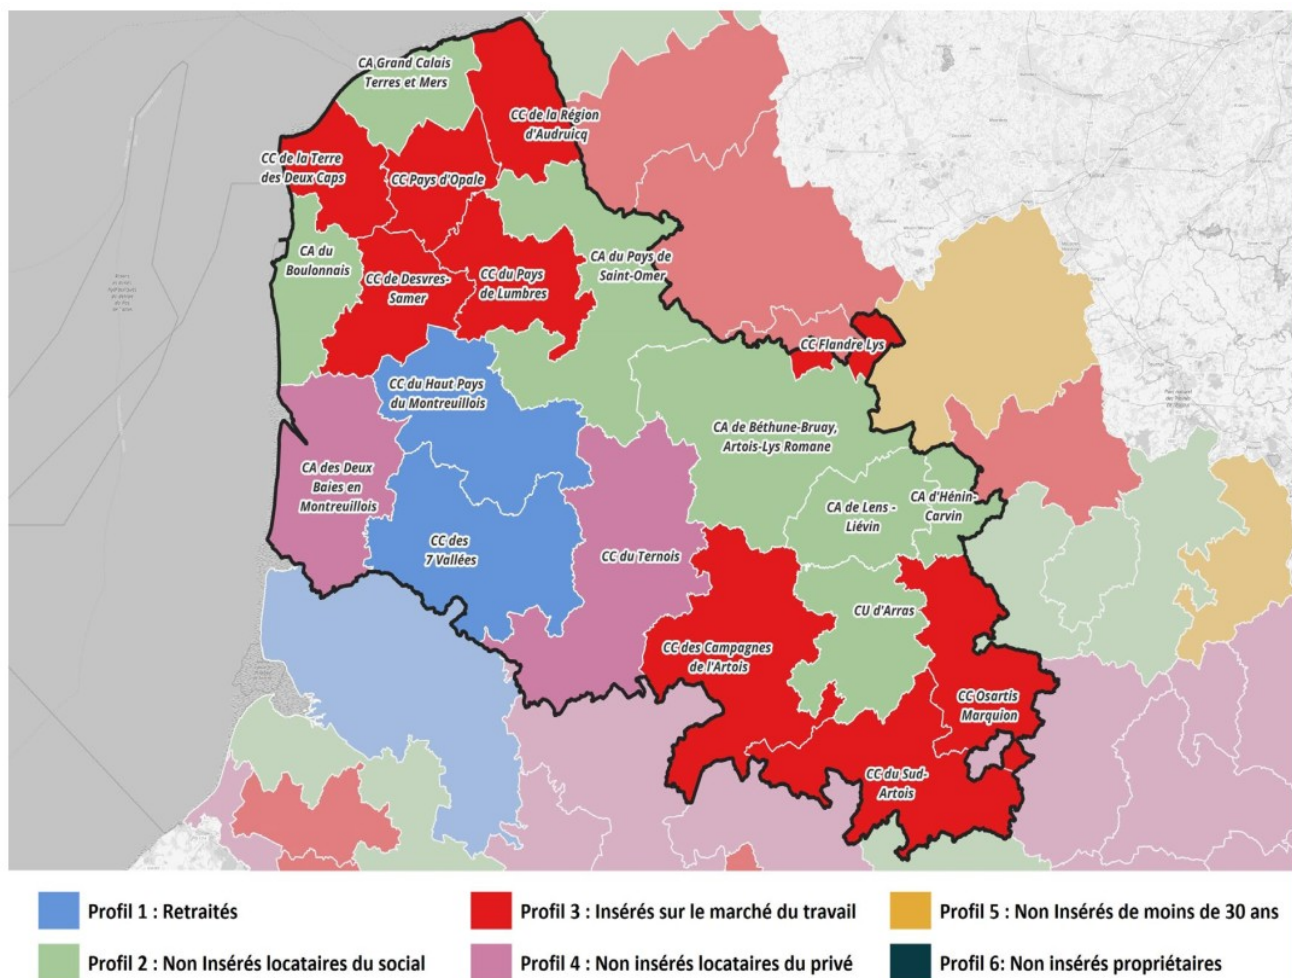 CA Grand Calais
Terres et Mers
CC de la Région
d'Audruicq
CC de la Terre
des Deux Caps
CC Pays d'Opale
CA du
Boulonnais
CA du Pays de
Saint-Omer
CC de Desvres-
Samer
CC du Pays
de Lumbres
CC Flandre Lys
CC du Haut Pays
du Montreuillois
CA de Béthune-Bruay,
Artois-Lys Romane
CA des Deux
Baies en
Montreuillois
CA de Lens -
Liévin
CA d'Hénin-
Carvin
CC des
7 Vallées
CC du Ternois
CU d'Arras
CC des Campagnes
de l'Artois
CC Osartis
Marquion
CC du Sud-
Artois
Profil 1 : Retraités
Profil 3 : Insérés sur le marché du travail
Profil 5 : Non Insérés de moins de 30 ans
Profil 2 : Non Insérés locataires du social
Profil 4 : Non insérés locataires du privé
Profil 6: Non insérés propriétaires